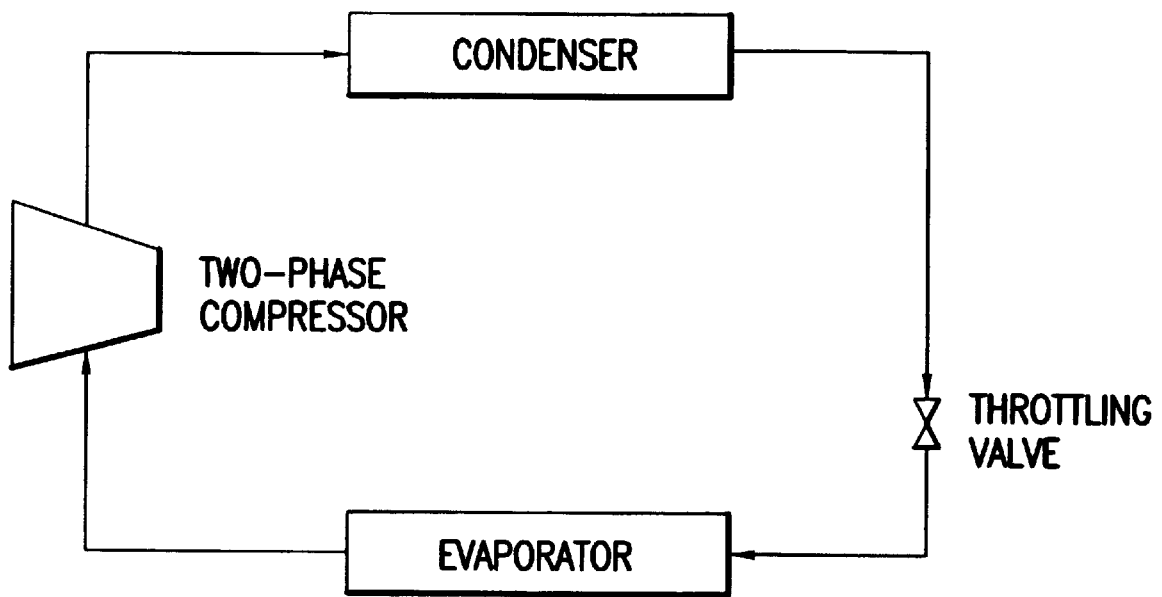 CONDENSER
TWO-PHASE
COMPRESSOR
THROTTLING
VALVE
EVAPORATOR